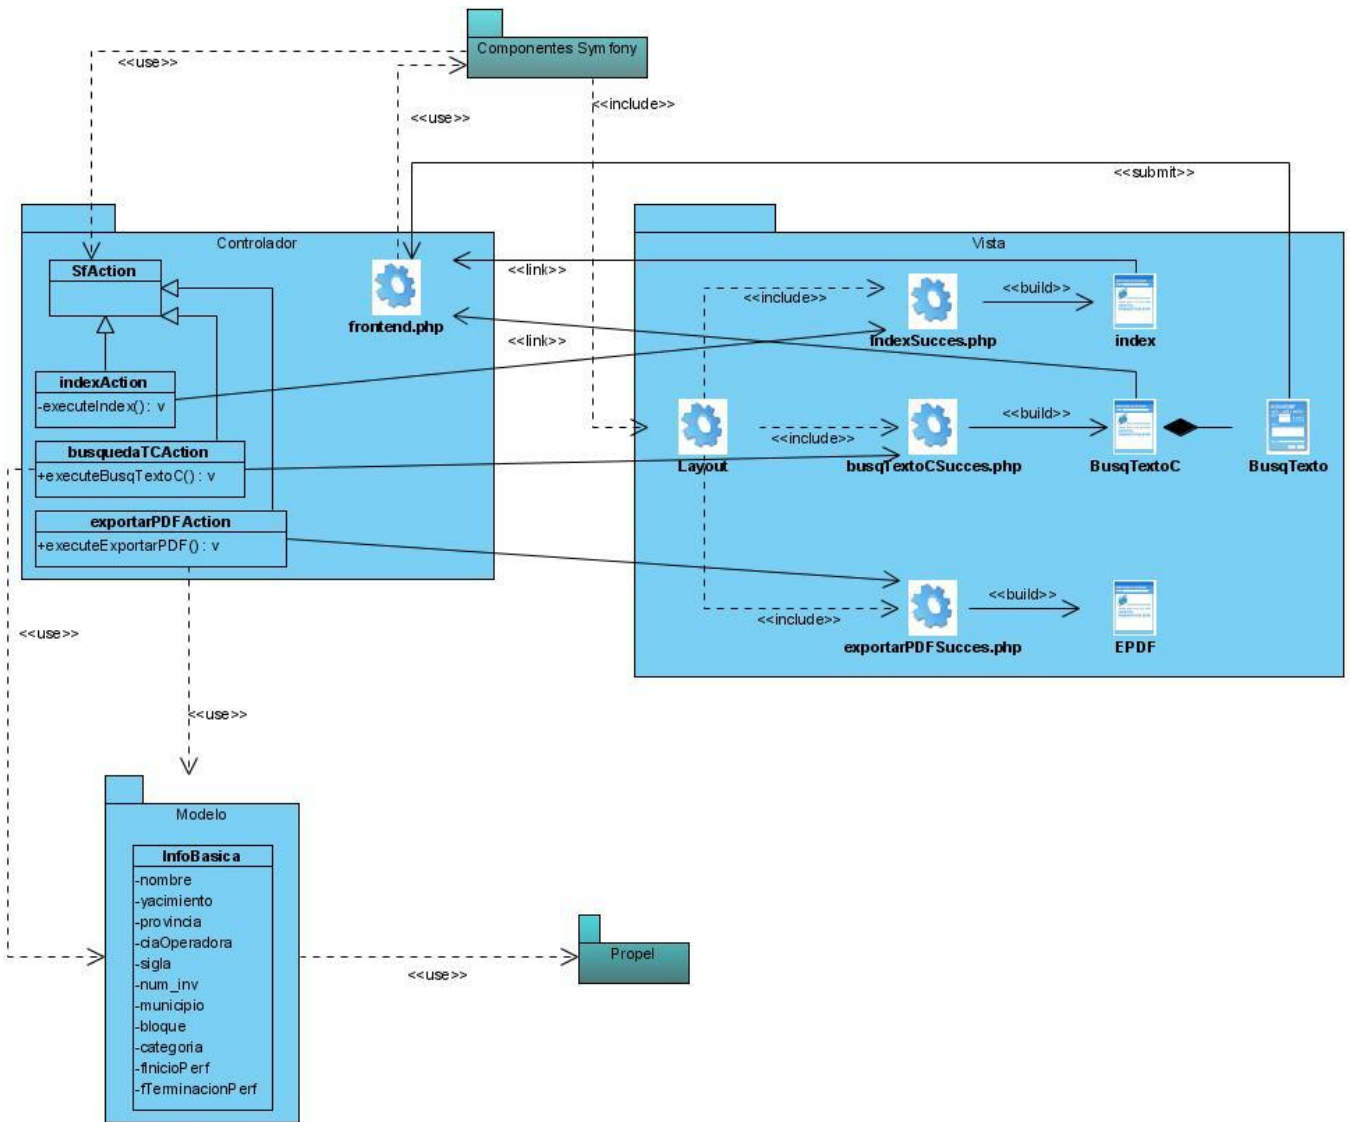 Componentes Symfony
<<use>>
<<include>>
<<use>>
<<submit>>
Controlador
Vista
SfAction
<<link>>
<<include>>
<<build>>
frontend.php
<<link>>
IndexSucces.php
index
indexAction
-executeIndex() : v
<<include>>
<<build>>
busquedaTCAction
+executeBusqTextoC() : v
Layout
busqTextoCSucces.php
BusqTextoC
BusqTexto
exportarPDFAction
+executeExportarPDF() : v
<<include>>
<<build>>
<<use>>
exportarPDFSucces.php
EPDF
<<use>>
Modelo
InfoBasica
-nombre
-yacimiento
-provincia
-ciaOperadora
-sigla
-num_inv
-municipio
-bloque
-categoria
-fInicioPerf
-fTerminacionPerf
Propel
<<use>>